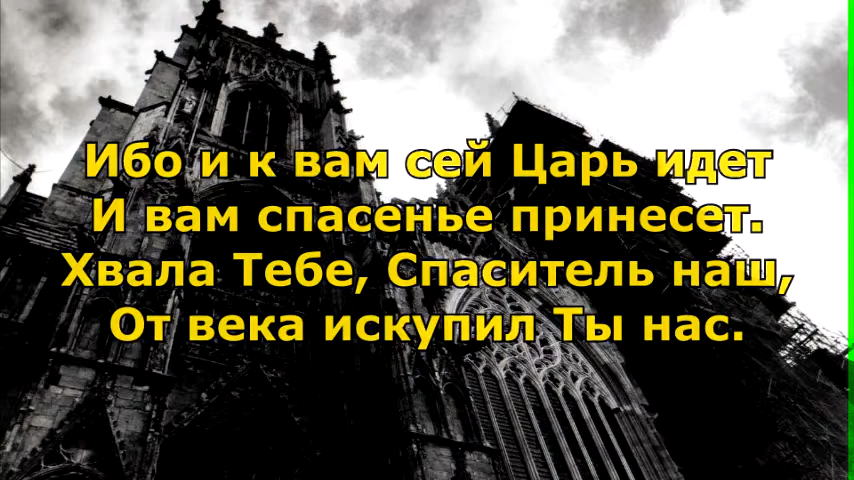 Ибо и к вам сей Царь идет
И вам спасенье принесет.
Хвала Тебе, Спаситель наш,
От века искупил Ты нас.